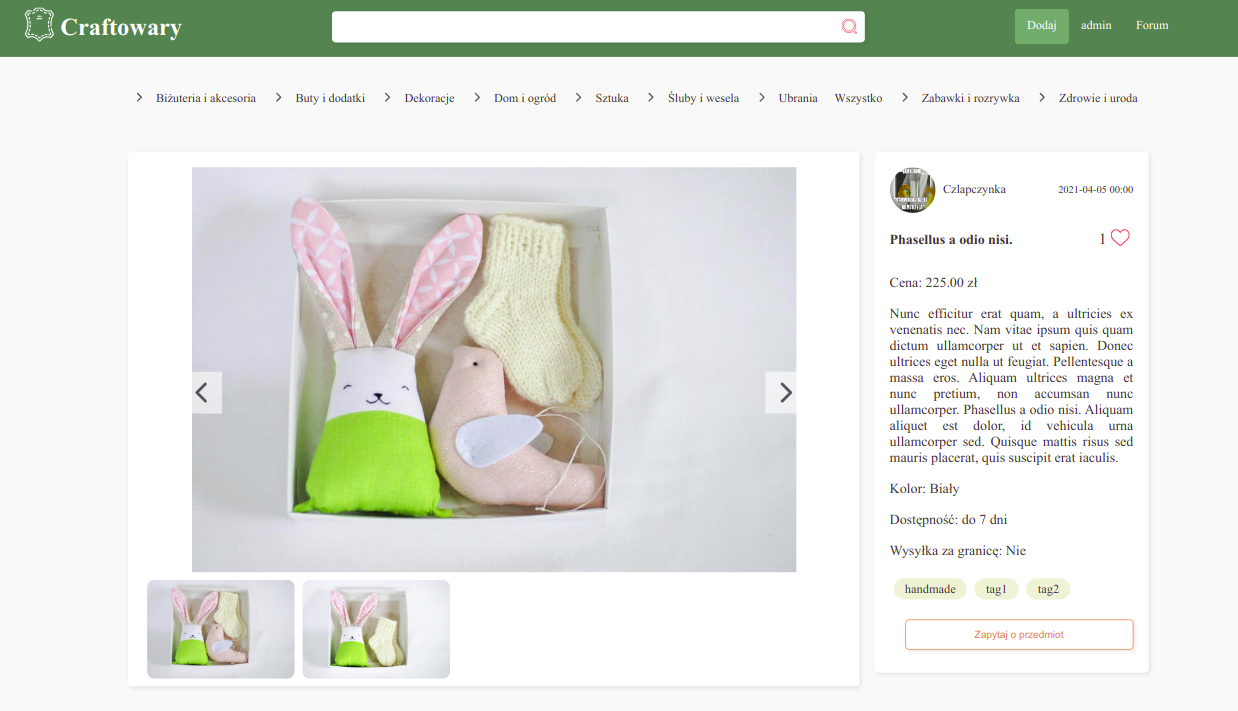 Craftowary
Dodaj admin Forum
Biżuteria i akcesoria Buty i dodatki Dekoracje Dom i ogród Sztuka Śluby i wesela Ubrania Wszystko Zabawki i rozrywka Zdrowie i uroda
Czlapczynka 2021-04-05 00:00
Phasellus a odio nisi. 1
Cena: 225.00 zł
Nunc efficitur erat quam, a ultricies ex
venenatis nec. Nam vitae ipsum quis quam
dictum ullamcorper ut et sapien. Donec
ultrices eget nulla ut feugiat. Pellentesque a
massa eros. Aliquam ultrices magna et
nunc pretium, non accumsan nunc
ullamcorper. Phasellus a odio nisi. Aliquam
aliquet est dolor, id vehicula urna
ullamcorper sed. Quisque mattis risus sed
mauris placerat, quis suscipit erat iaculis.
Kolor: Biały
Dostępność: do 7 dni
Wysyłka za granicę: Nie
handmade tag1 tag2
Zapytaj o przedmiot